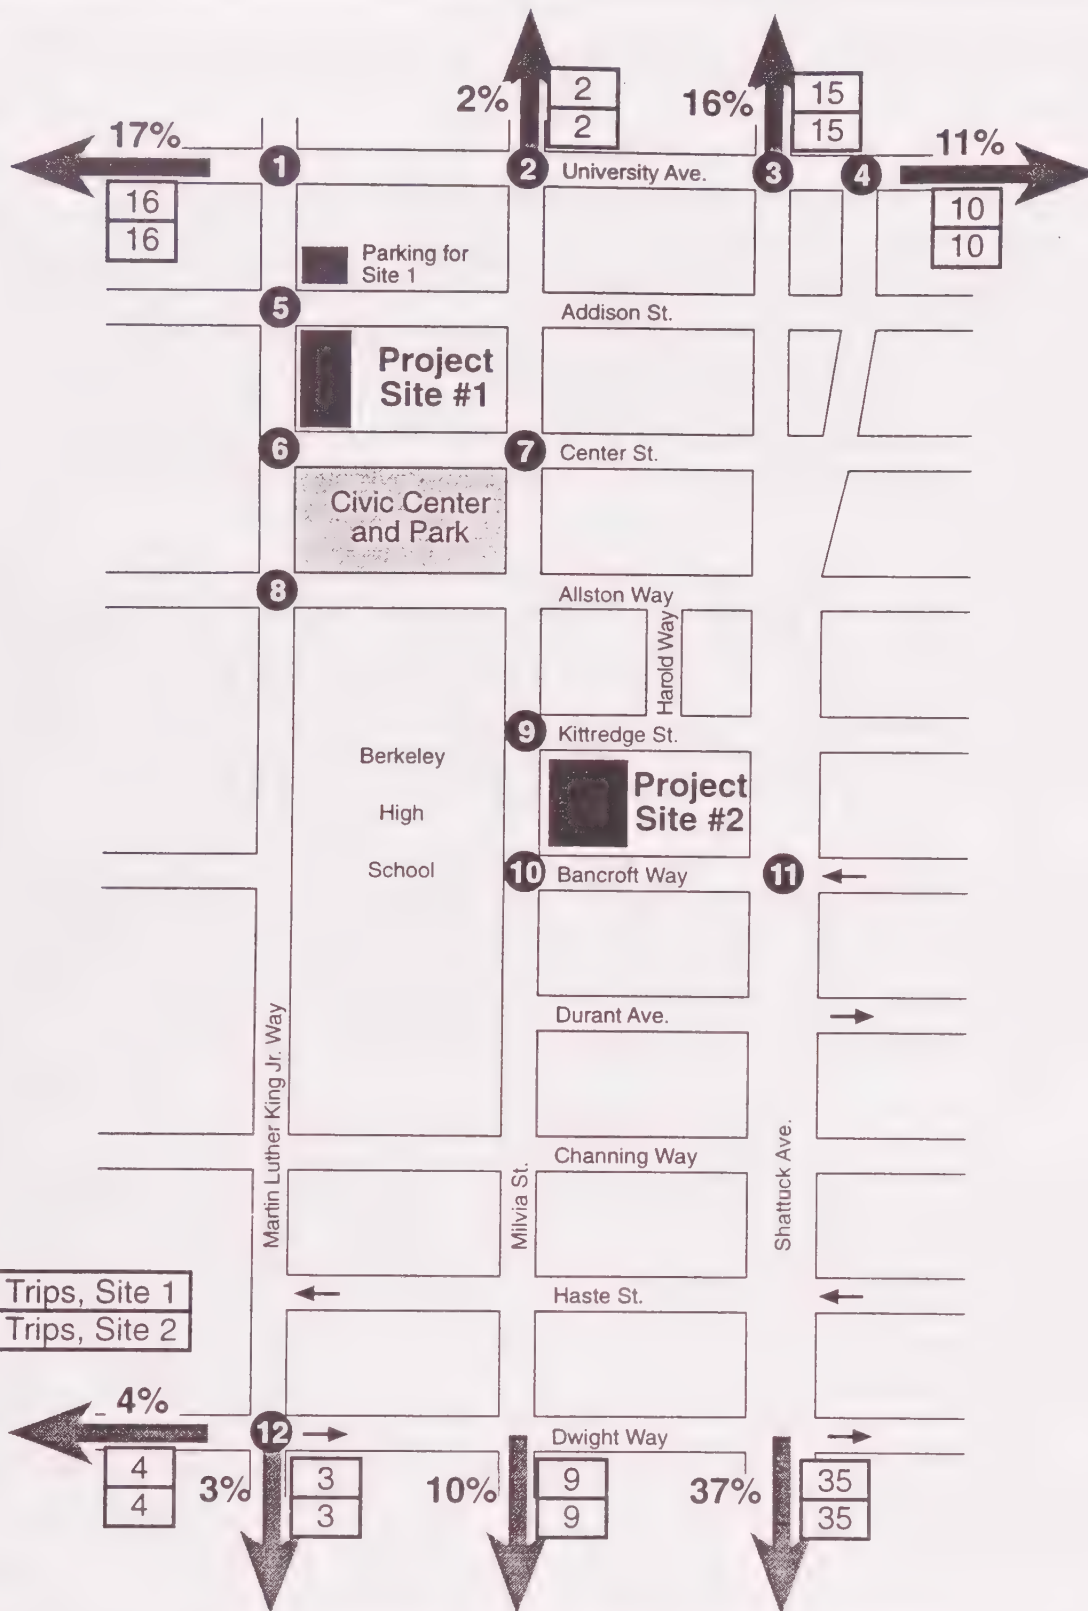 2%
2
2
16%
15
15
17%
11%
1
2
University Ave.
3
4
16
16
10
10
Parking for
Site 1
5
Addison St.
Project
Site #1
6
7
Center St.
Civic Center
and Park
8
Allston Way
Harold Way
9
Kittredge St.
Berkeley
High
School
Project
Site #2
10
Bancroft Way
11
Martin Luther King Jr. Way
Durant Ave.
Milvia St.
Channing Way
Shattuck Ave.
Trips, Site 1
Trips, Site 2
Haste St.
4%
12
Dwight Way
4
4
3%
3
3
10%
9
9
37%
35
35